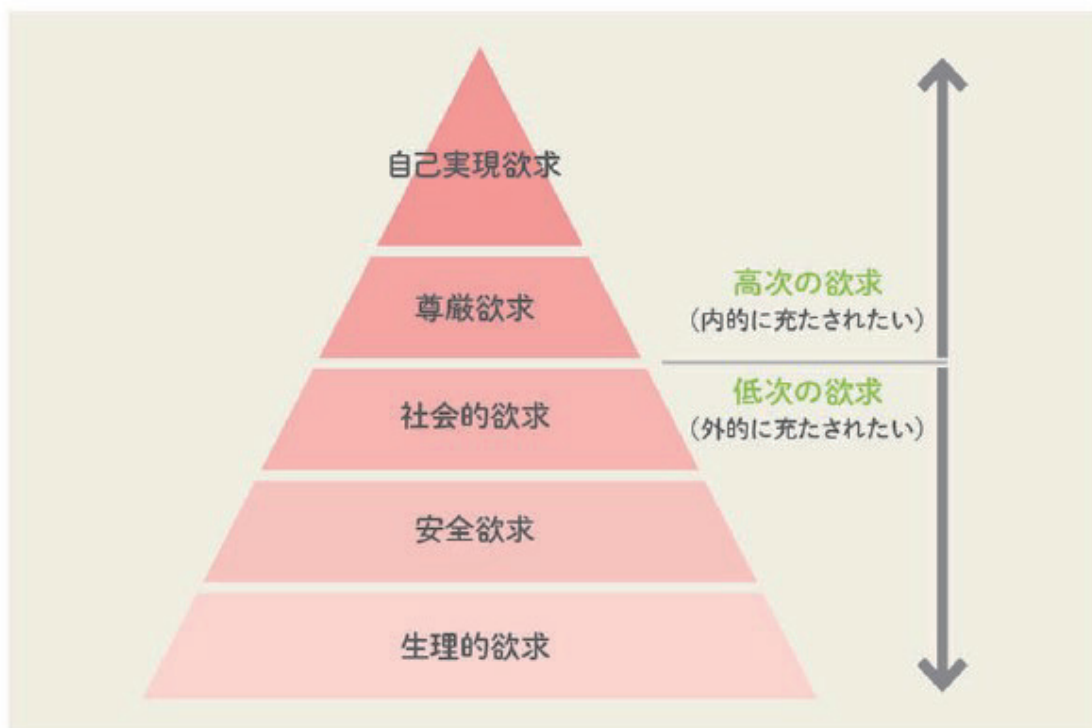 自己実現欲求
尊厳欲求
高次の欲求
(内的に充たされたい)
社会的欲求
低次の欲求
(外的に充たされたい)
安全欲求
生理的欲求